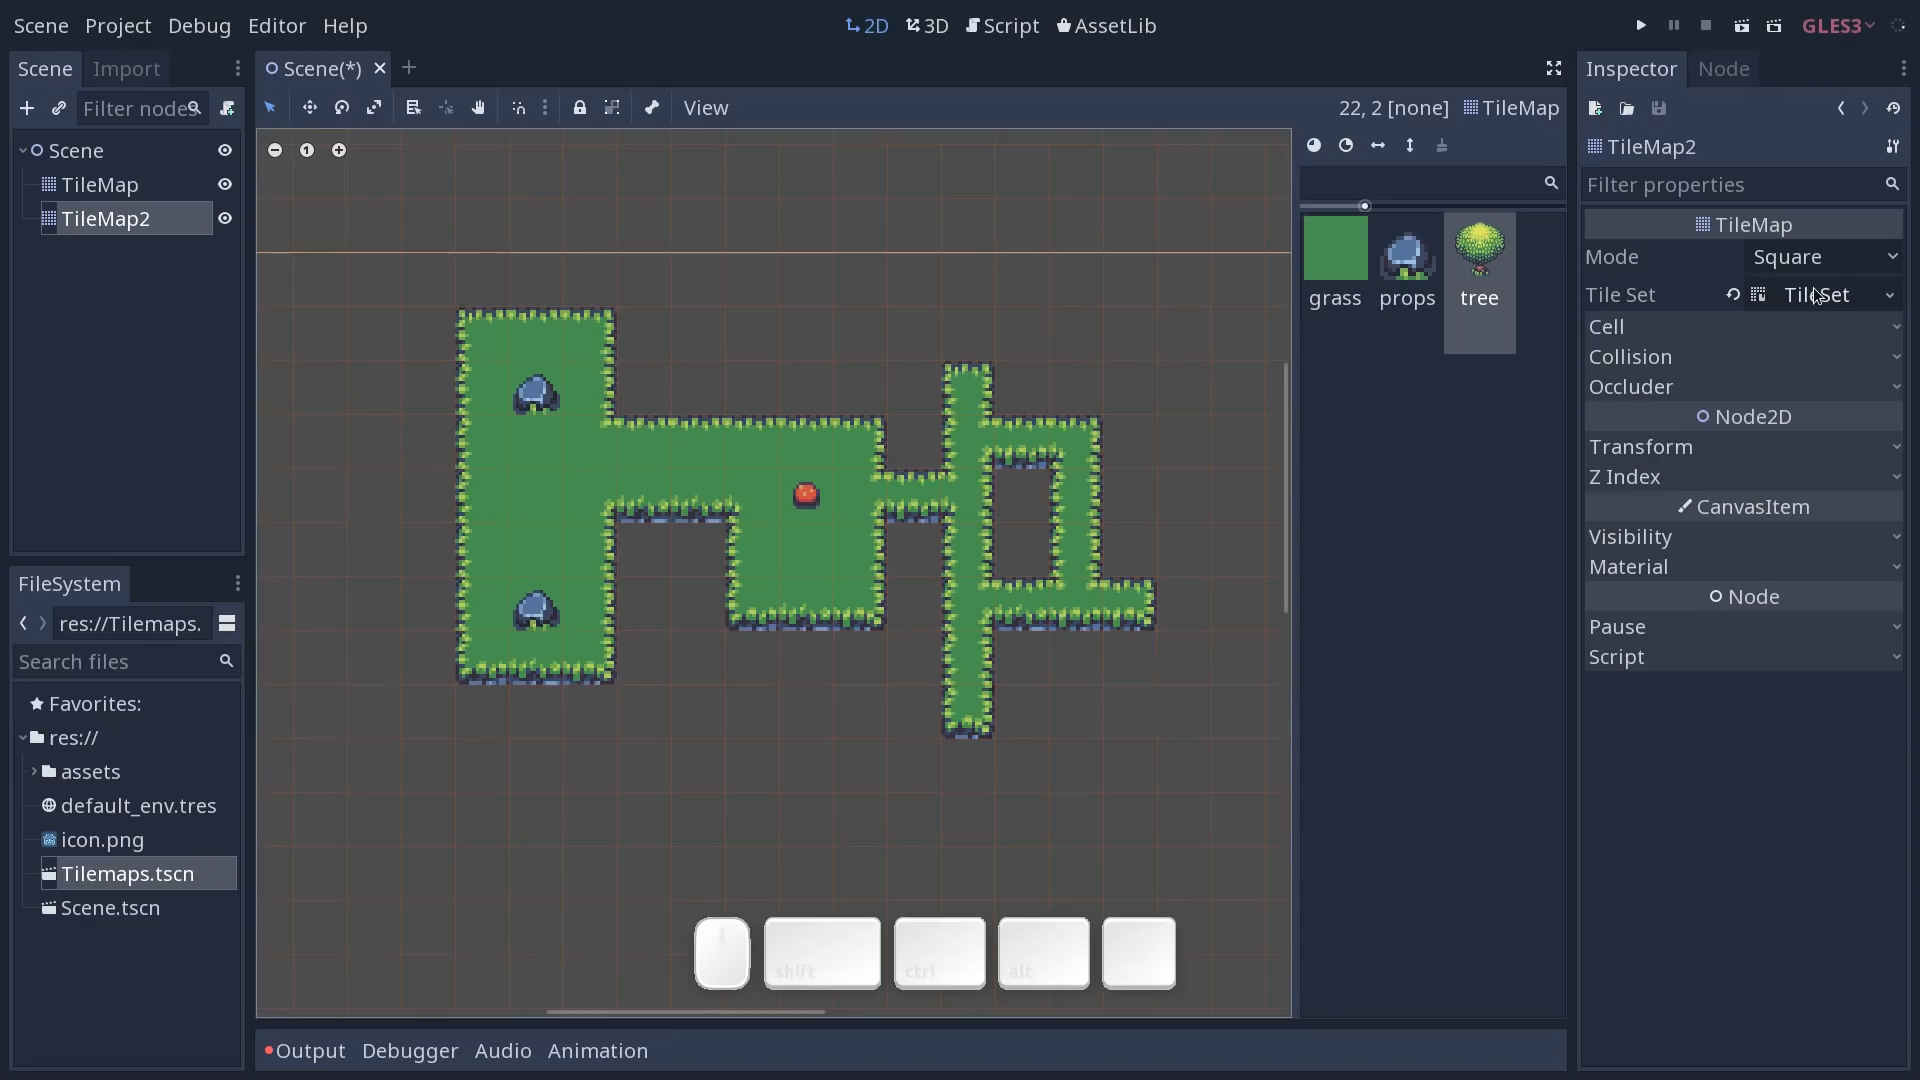 Scene Project Debug Editor Help
2D 3D Script AssetLib
GLES3
Scene Import
Filter nodes
Scene
TileMap
TileMap2
FileSystem
res://Tilemaps.
Search files
Favorites:
res://
assets
default_env.tres
icon.png
Tilemaps.tscn
Scene.tscn
Scene(*)
View
22, 2 [none] TileMap
1
grass props tree
shift ctrl alt
Output Debugger Audio Animation
Inspector Node
TileMap2
Filter properties
TileMap
Mode Square
Tile Set TileSet
Cell
Collision
Occluder
Node2D
Transform
Z Index
CanvasItem
Visibility
Material
Node
Pause
Script